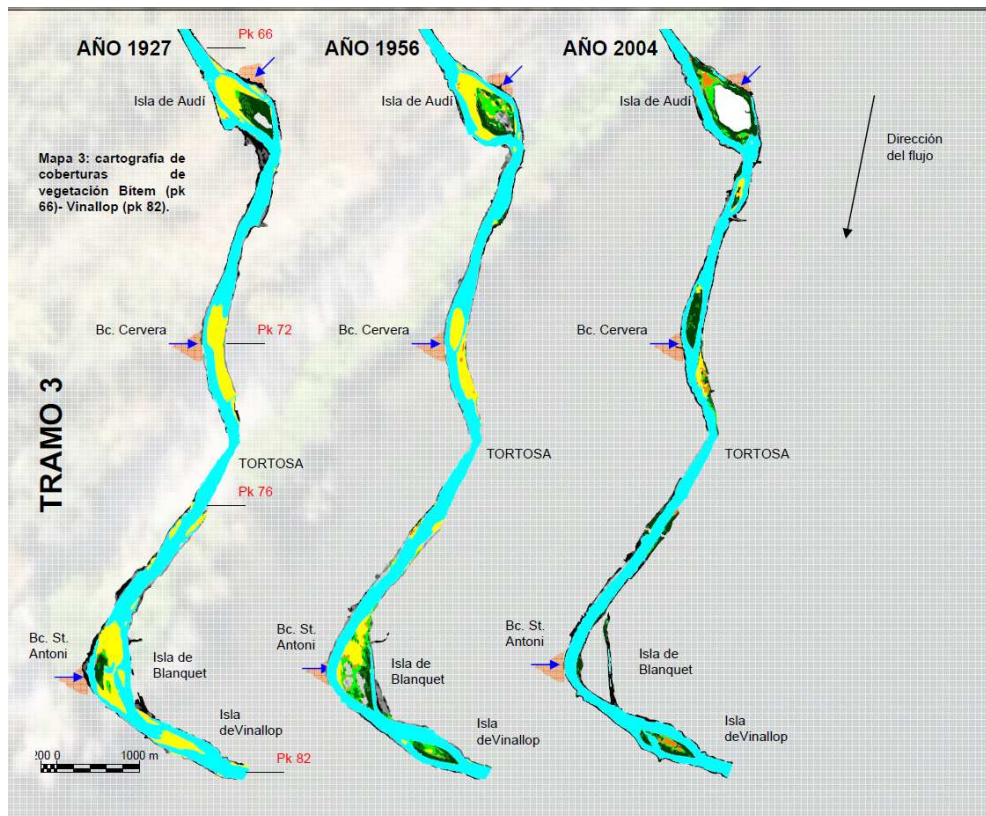 AÑO 1927
Pk 66
AÑO 1956
AÑO 2004
Isla de Audí
Isla de Audí
Isla de Audí
Dirección
del flujo
Mapa 3: cartografía de
coberturas de
vegetación Bítem (pk
66)- Vinallop (pk 82).
Bc. Cervera
Pk 72
Bc. Cervera
Bc. Cervera
TRAMO 3
TORTOSA
TORTOSA
TORTOSA
Pk 76
Bc. St.
Antoni
Isla de
Blanquet
Bc. St.
Antoni
Isla de
Blanquet
Bc. St.
Antoni
Isla de
Blanquet
Isla
deVinallop
Isla
deVinallop
Isla
deVinallop
200 0 1000 m
Pk 82